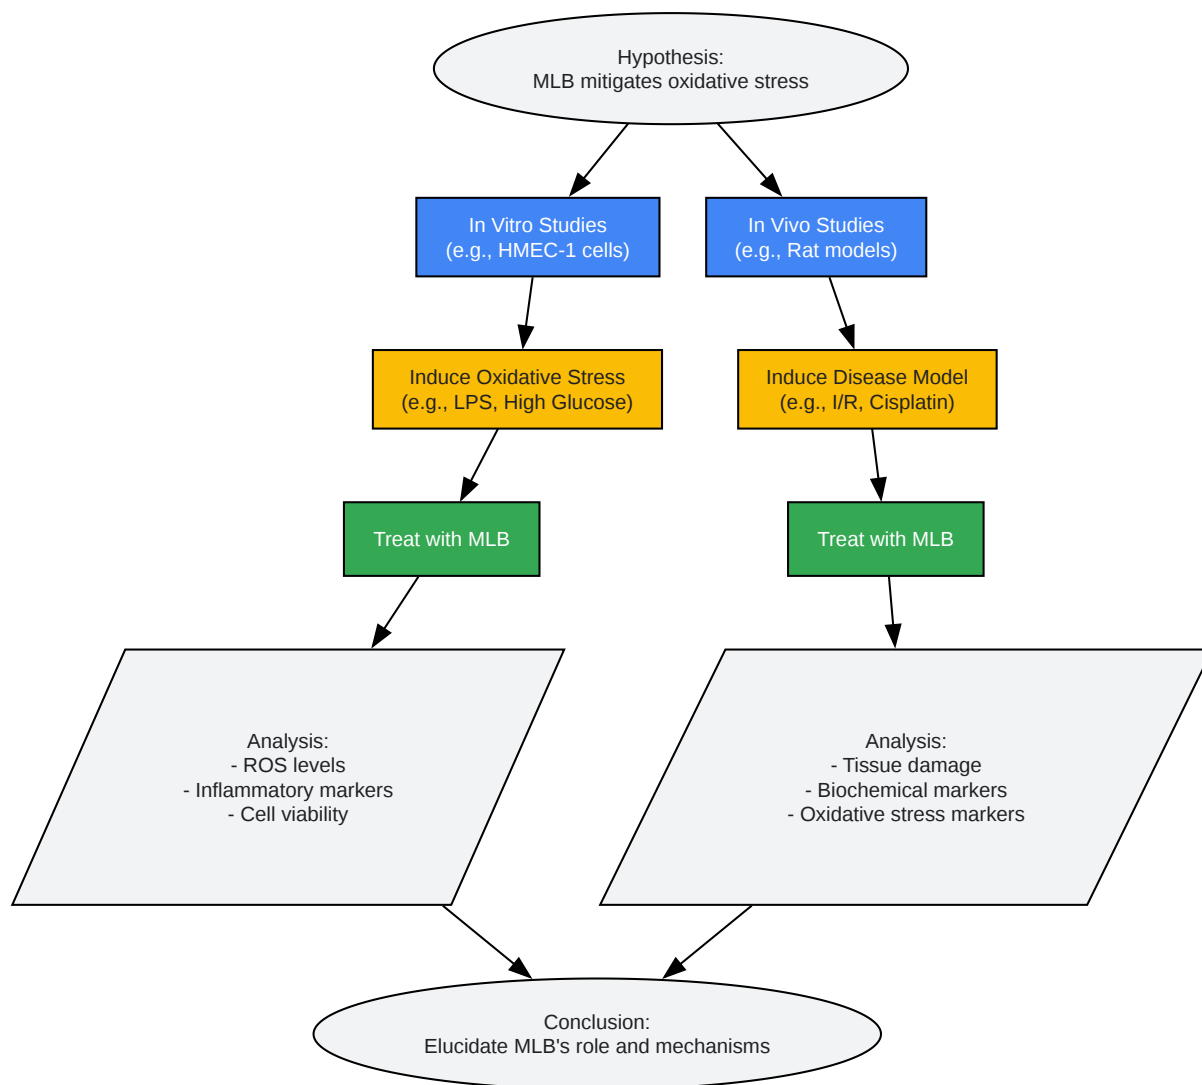 Hypothesis:
MLB mitigates oxidative stress
In Vitro Studies
(e.g., HMEC-1 cells)
In Vivo Studies
(e.g., Rat models)
Induce Oxidative Stress
(e.g., LPS, High Glucose)
Induce Disease Model
(e.g., I/R, Cisplatin)
Treat with MLB
Treat with MLB
Analysis:
- ROS levels
- Inflammatory markers
- Cell viability
Analysis:
- Tissue damage
- Biochemical markers
- Oxidative stress markers
Conclusion:
Elucidate MLB's role and mechanisms